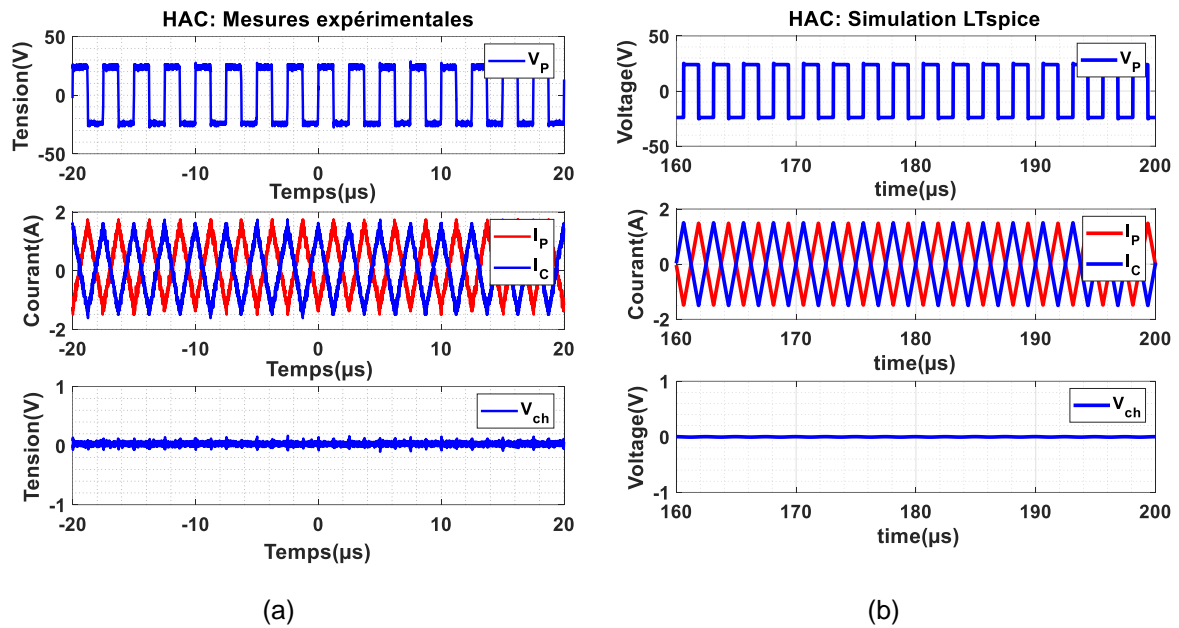 HAC: Mesures expérimentales
50
0
-50
Tension(V)
V_P
-20 -10 0 10 20
Temps(µs)
2
0
-2
Courant(A)
I_P
I_C
-20 -10 0 10 20
Temps(µs)
1
0
-1
Tension(V)
V_ch
-20 -10 0 10 20
Temps(µs)
(a)
HAC: Simulation LTspice
50
0
-50
Voltage(V)
V_P
160 170 180 190 200
time(µs)
2
0
-2
Courant(A)
I_P
I_C
160 170 180 190 200
time(µs)
1
0
-1
Voltage(V)
V_ch
160 170 180 190 200
time(µs)
(b)